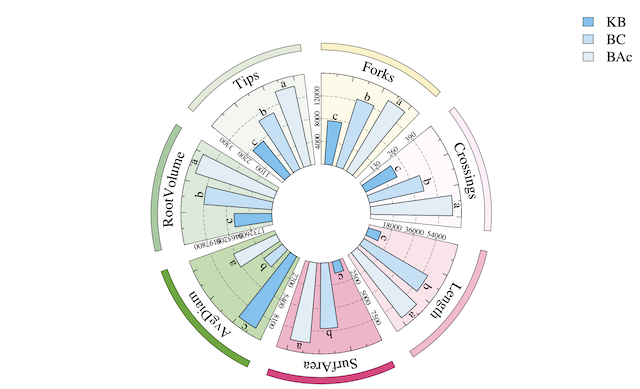 KB
BC
BAc
Forks
4000
8000
12000
c
b
a
Crossings
130
260
390
c
b
a
Length
18000
36000
54000
c
b
a
SurfArea
2500
5000
7500
c
b
a
AvgDiam
2700
5400
8100
c
b
a
RootVolume
c
b
a
Tips
1100
2200
3300
c
b
a